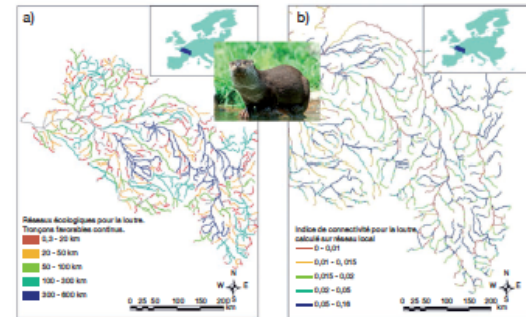 a)
Réseaux écologiques pour la loutre.
Tronçons favorables continus.
0,3 - 20 km
20 - 50 km
50 - 100 km
100 - 300 km
300 - 600 km
N
W E
S
0 25 50 100 150 200
km
b)
Indice de connectivité pour la loutre
calculé sur réseau local
0 - 0,01
0,01 - 0,015
0,015 - 0,02
0,02 - 0,05
0,05 - 0,16
N
W E
S
0 25 50 100 150 200
km